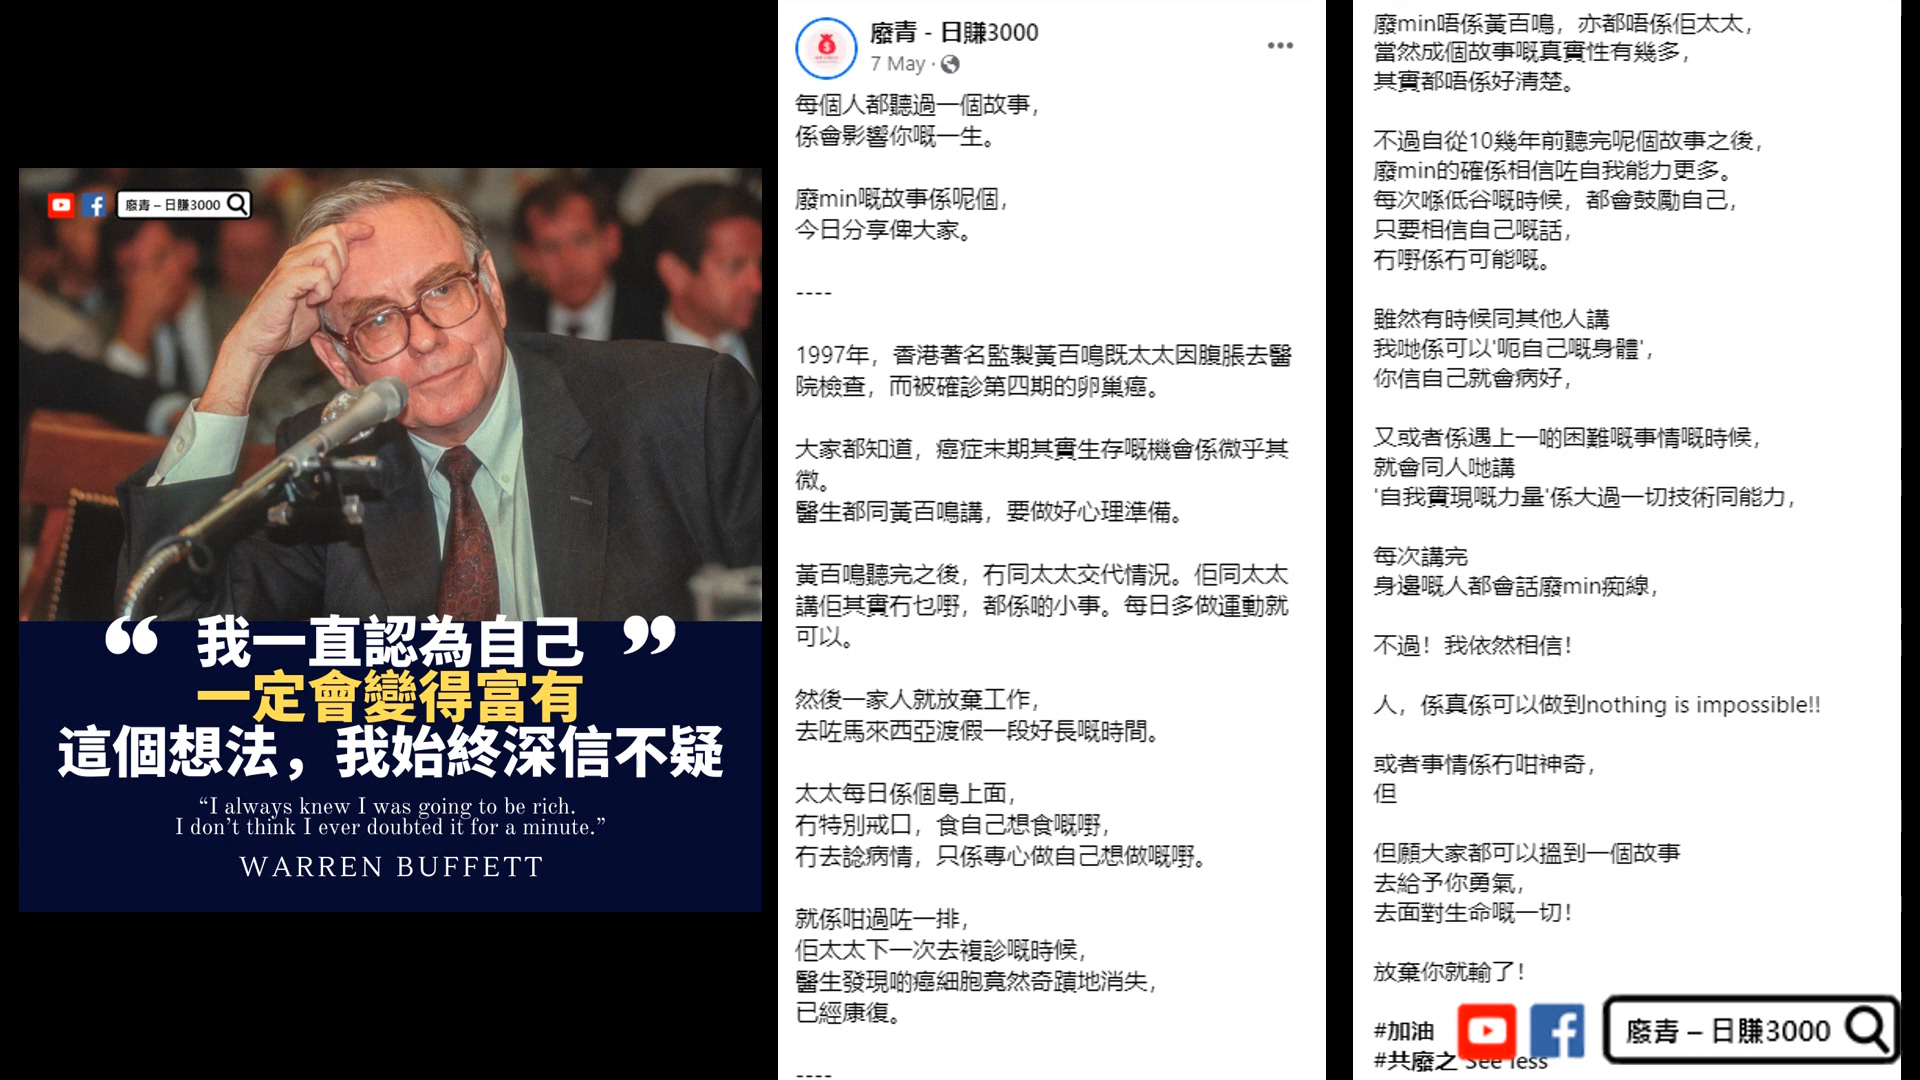 廢青 – 日賺3000
“ 我一直認為自己 ”
一定會變得富有
這個想法，我始終深信不疑
“I always knew I was going to be rich.
I don’t think I ever doubted it for a minute.”
WARREN BUFFETT
廢青 - 日賺3000
7 May
每個人都聽過一個故事，
係會影響你嘅一生。
廢min嘅故事係呢個，
今日分享俾大家。
----
1997年，香港著名監製黃百鳴既太太因腹脹去醫
院檢查，而被確診第四期的卵巢癌。
大家都知道，癌症末期其實生存嘅機會係微乎其
微。
醫生都同黃百鳴講，要做好心理準備。
黃百鳴聽完之後，冇同太太交代情況。佢同太太
講佢其實冇乜嘢，都係啲小事。每日多做運動就
可以。
然後一家人就放棄工作，
去咗馬來西亞渡假一段好長嘅時間。
太太每日係個島上面，
冇特別戒口，食自己想食嘅嘢，
冇去諗病情，只係專心做自己想做嘅嘢。
就係咁過咗一排，
佢太太下一次去複診嘅時候，
醫生發現啲癌細胞竟然奇蹟地消失，
已經康復。
----
廢min唔係黃百鳴，亦都唔係佢太太，
當然成個故事嘅真實性有幾多，
其實都唔係好清楚。
不過自從10幾年前聽完呢個故事之後，
廢min的確係相信咗自我能力更多。
每次喺低谷嘅時候，都會鼓勵自己，
只要相信自己嘅話，
冇嘢係冇可能嘅。
雖然有時候同其他人講
我哋係可以'呃自己嘅身體'，
你信自己就會病好，
又或者係遇上一啲困難嘅事情嘅時候，
就會同人哋講
'自我實現嘅力量'係大過一切技術同能力，
每次講完
身邊嘅人都會話廢min痴線，
不過！我依然相信！
人，係真係可以做到nothing is impossible!!
或者事情係冇咁神奇，
但
但願大家都可以搵到一個故事
去給予你勇氣，
去面對生命嘅一切！
放棄你就輸了！
#加油
#共廢之 See less
廢青 – 日賺3000